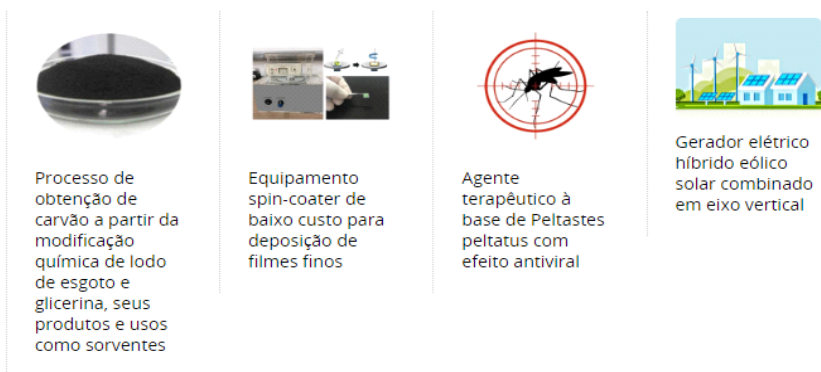 Processo de
obtenção de
carvão a partir da
modificação
química de lodo
de esgoto e
glicerina, seus
produtos e usos
como sorventes
Equipamento
spin-coater de
baixo custo para
deposição de
filmes finos
Agente
terapêutico à
base de Peltastes
peltatus com
efeito antiviral
Gerador elétrico
híbrido eólico
solar combinado
em eixo vertical